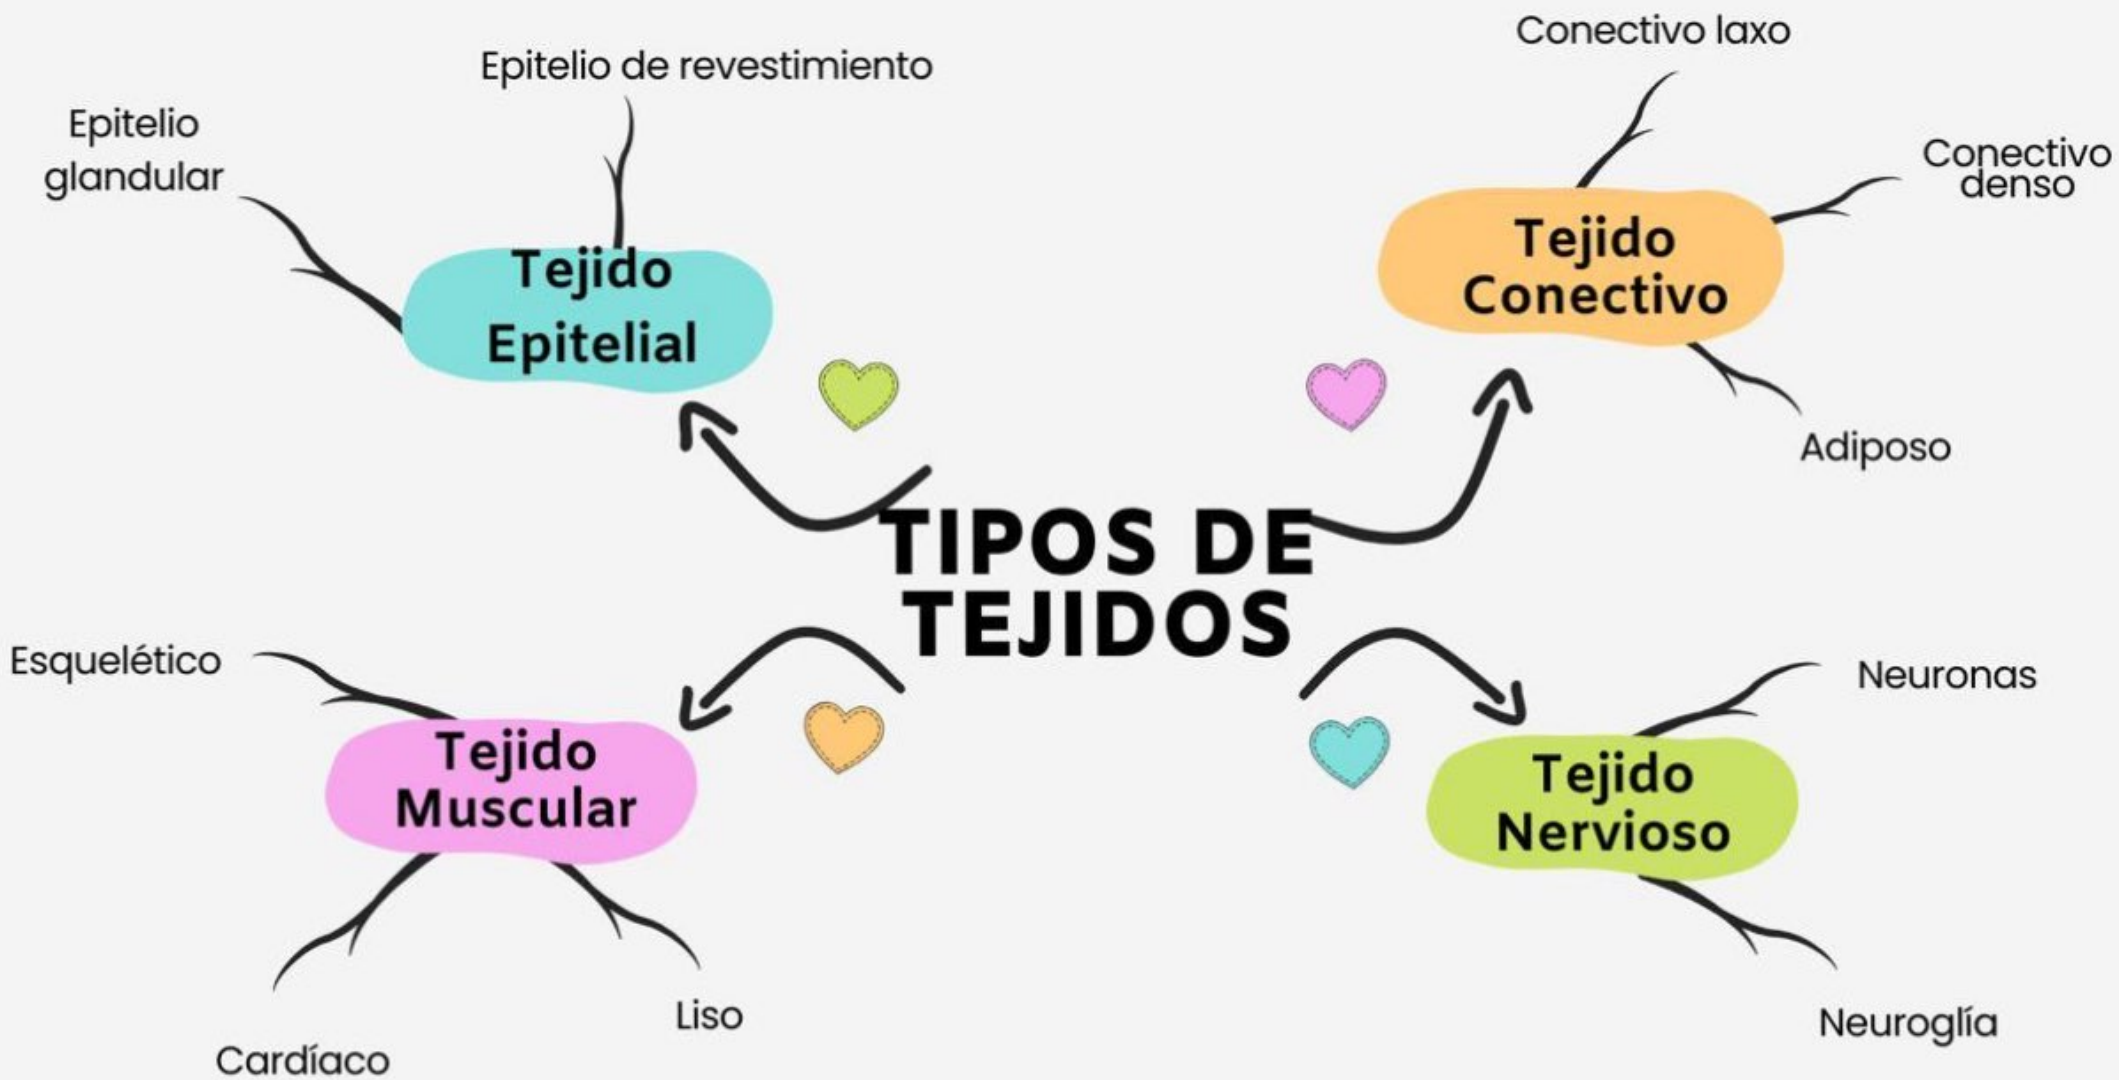 Epitelio de revestimiento
Epitelio
glandular
Tejido
Epitelial
Conectivo laxo
Conectivo
denso
Tejido
Conectivo
Adiposo
TIPOS DE
TEJIDOS
Esquelético
Tejido
Muscular
Cardíaco
Liso
Neuronas
Tejido
Nervioso
Neuroglía